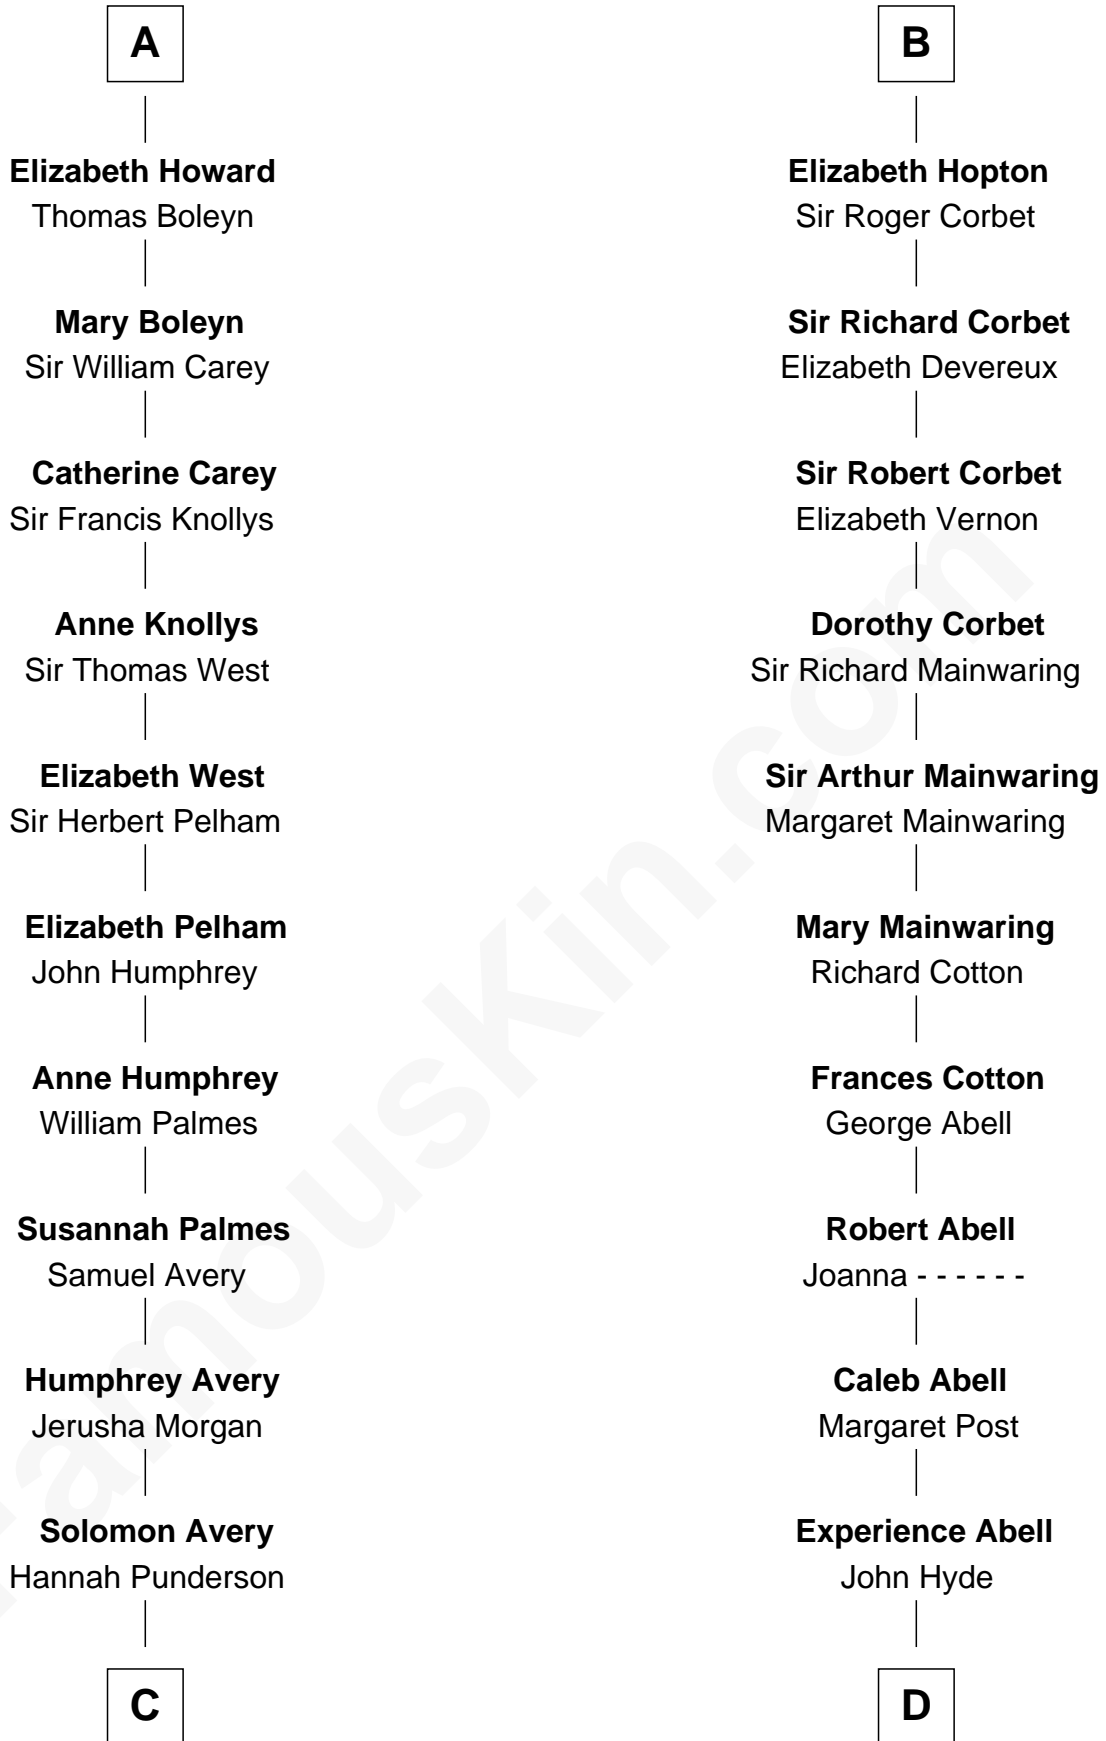 A
Elizabeth Howard
Thomas Boleyn
Mary Boleyn
Sir William Carey
Catherine Carey
Sir Francis Knollys
Anne Knollys
Sir Thomas West
Elizabeth West
Sir Herbert Pelham
Elizabeth Pelham
John Humphrey
Anne Humphrey
William Palmes
Susannah Palmes
Samuel Avery
Humphrey Avery
Jerusha Morgan
Solomon Avery
Hannah Punderson
C
B
Elizabeth Hopton
Sir Roger Corbet
Sir Richard Corbet
Elizabeth Devereux
Sir Robert Corbet
Elizabeth Vernon
Dorothy Corbet
Sir Richard Mainwaring
Sir Arthur Mainwaring
Margaret Mainwaring
Mary Mainwaring
Richard Cotton
Frances Cotton
George Abell
Robert Abell
Joanna - - - - - -
Caleb Abell
Margaret Post
Experience Abell
John Hyde
D
FamousKin.com